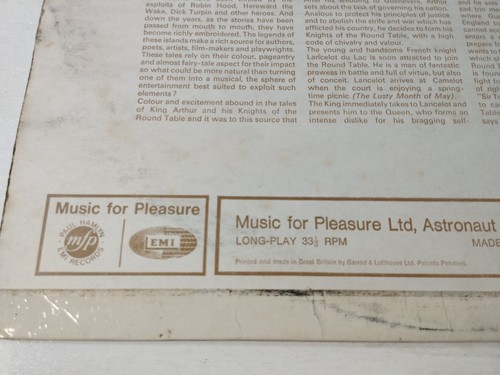 exploits of Robin Hood, Hereward the
Wake, Dick Turpin and other heroes. And
down the years, as the stories have been
passed from mouth to mouth, they have
become richly embroidered. The legends of
these islands make a rich source for authors,
poets, artists, film-makers and playwrights.
These tales rely on their colour, pageantry
and almost fairy-tale aspect for their impact
so what could be more natural than turning
one of them into a musical, the sphere of
entertainment best suited to exploit such
elements?
Colour and excitement abound in the tales
of King Arthur and his Knights of the
Round Table and it was to this source that
sets about the task of governing his nation.
Anxious to protect his principles of justice
and to abolish the strife and war which has
afflicted his country, he decides to form his
Knights of the Round Table, with a high
code of chivalry and valour.
The young and handsome French knight
Lancelot du Lac is soon attracted to join
the Round Table. He is a man of fantastic
prowess in battle and full of virtue, but also
of conceit. Lancelot arrives at Camelot
when the court is enjoying a spring-
time picnic (The Lusty Month of May).
The King immediately takes to Lancelot and
presents him to the Queen, who forms an
intense dislike for his bragging self-
Music for Pleasure
PAUL HAMLYN
mfp
EMI RECORDS
EMI
Music for Pleasure Ltd, Astronaut
LONG-PLAY 33⅓ RPM
MADE
Printed and made in Great Britain by Garrod & Lofthouse Ltd. Patents Pending.